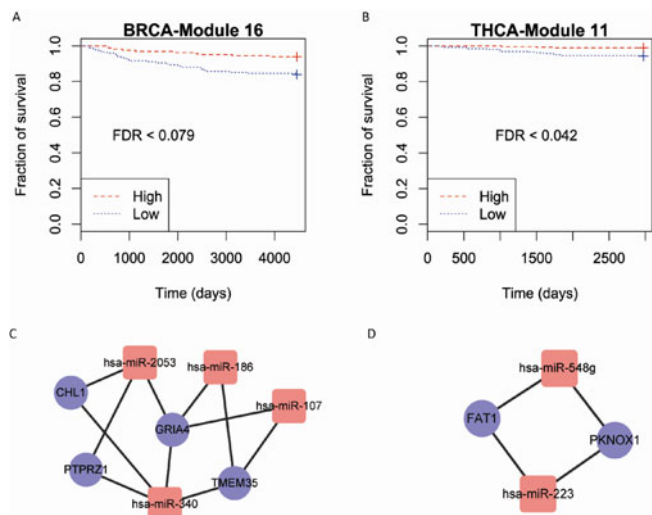 A
BRCA-Module 16
Fraction of survival
1.0
0.8
0.6
0.4
0.2
0.0
FDR < 0.079
High
Low
0 1000 2000 3000 4000
Time (days)
B
THCA-Module 11
Fraction of survival
1.0
0.8
0.6
0.4
0.2
0.0
FDR < 0.042
High
Low
0 500 1500 2500
Time (days)
C
hsa-miR-2053
hsa-miR-186
CHL1
hsa-miR-107
GRIA4
PTPRZ1
TMEM35
hsa-miR-340
D
hsa-miR-548g
FAT1
PKNOX1
hsa-miR-223